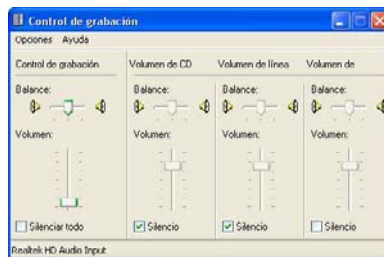 Control de grabación
Opciones Ayuda
Control de grabación
Balance:
Volumen:
Silenciar todo
Volumen de CD
Balance:
Volumen:
Silencio
Volumen de línea
Balance:
Volumen:
Silencio
Volumen de
Balance:
Volumen:
Silencio
Realtek HD Audio Input